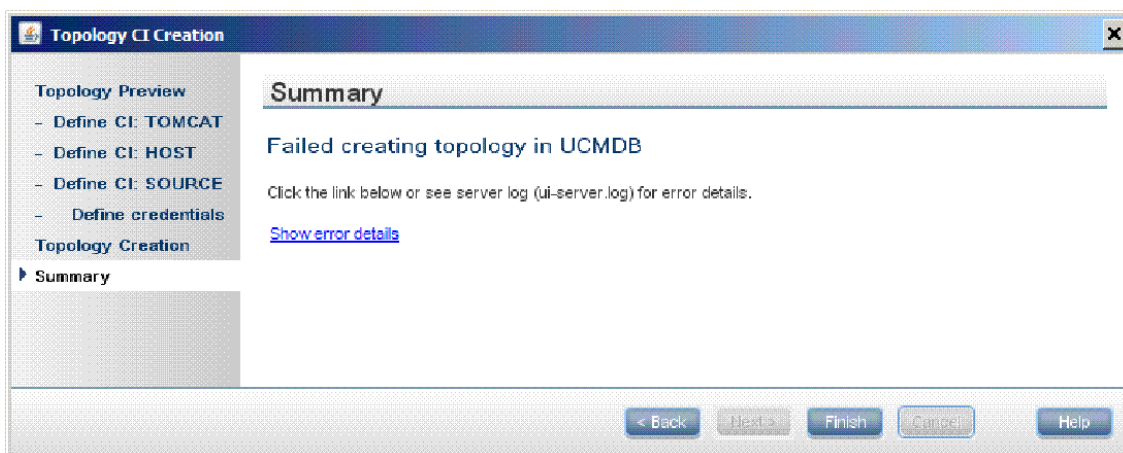 Topology CI Creation
Topology Preview
- Define CI: TOMCAT
- Define CI: HOST
- Define CI: SOURCE
- Define credentials
Topology Creation
Summary
Summary
Failed creating topology in UCMDB
Click the link below or see server log (ui-server.log) for error details.
Show error details
< Back Next > Finish Cancel Help